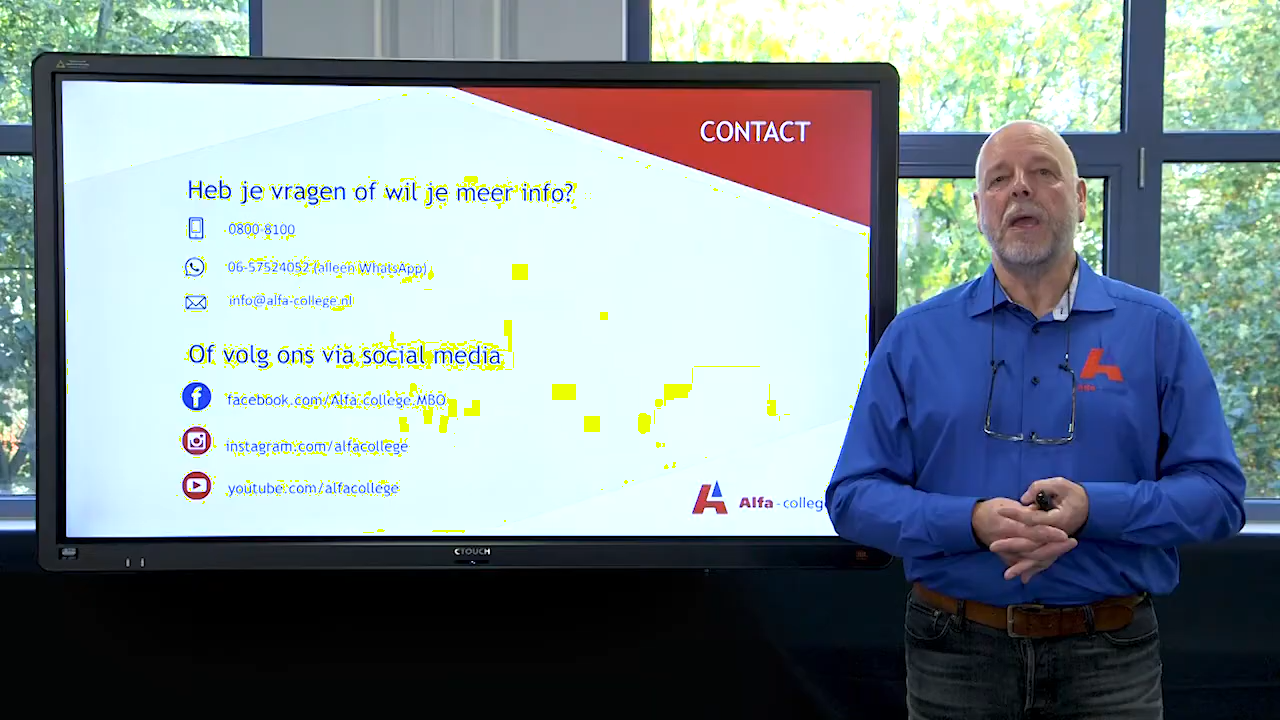 CONTACT
Heb je vragen of wil je meer info?
0800-8100
06-57524052 (alleen WhatsApp)
info@alfa-college.nl
Of volg ons via social media
facebook.com/Alfa.college.MBO
instagram.com/alfacollege
youtube.com/alfacollege
Alfa-college
CTOUCH